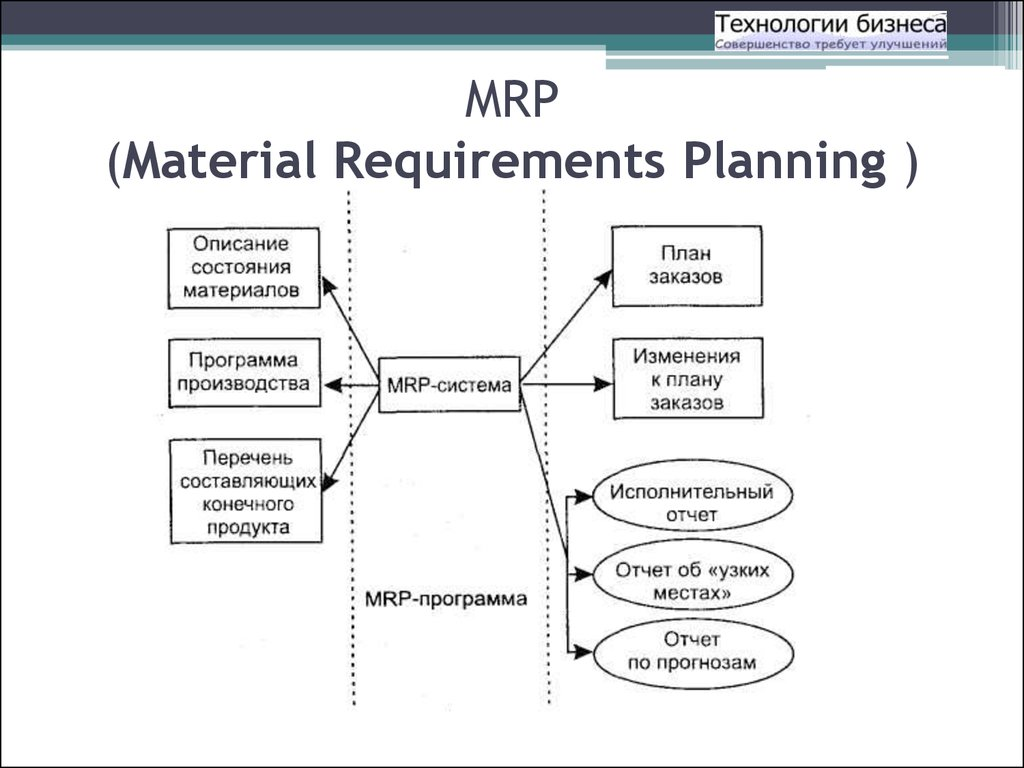 Технологии бизнеса
Совершенство требует улучшений
MRP
(Material Requirements Planning )
Описание
состояния
материалов
Программа
производства
Перечень
составляющих
конечного
продукта
MRP-система
MRP-программа
План
заказов
Изменения
к плану
заказов
Исполнительный
отчет
Отчет об «узких
местах»
Отчет
по прогнозам